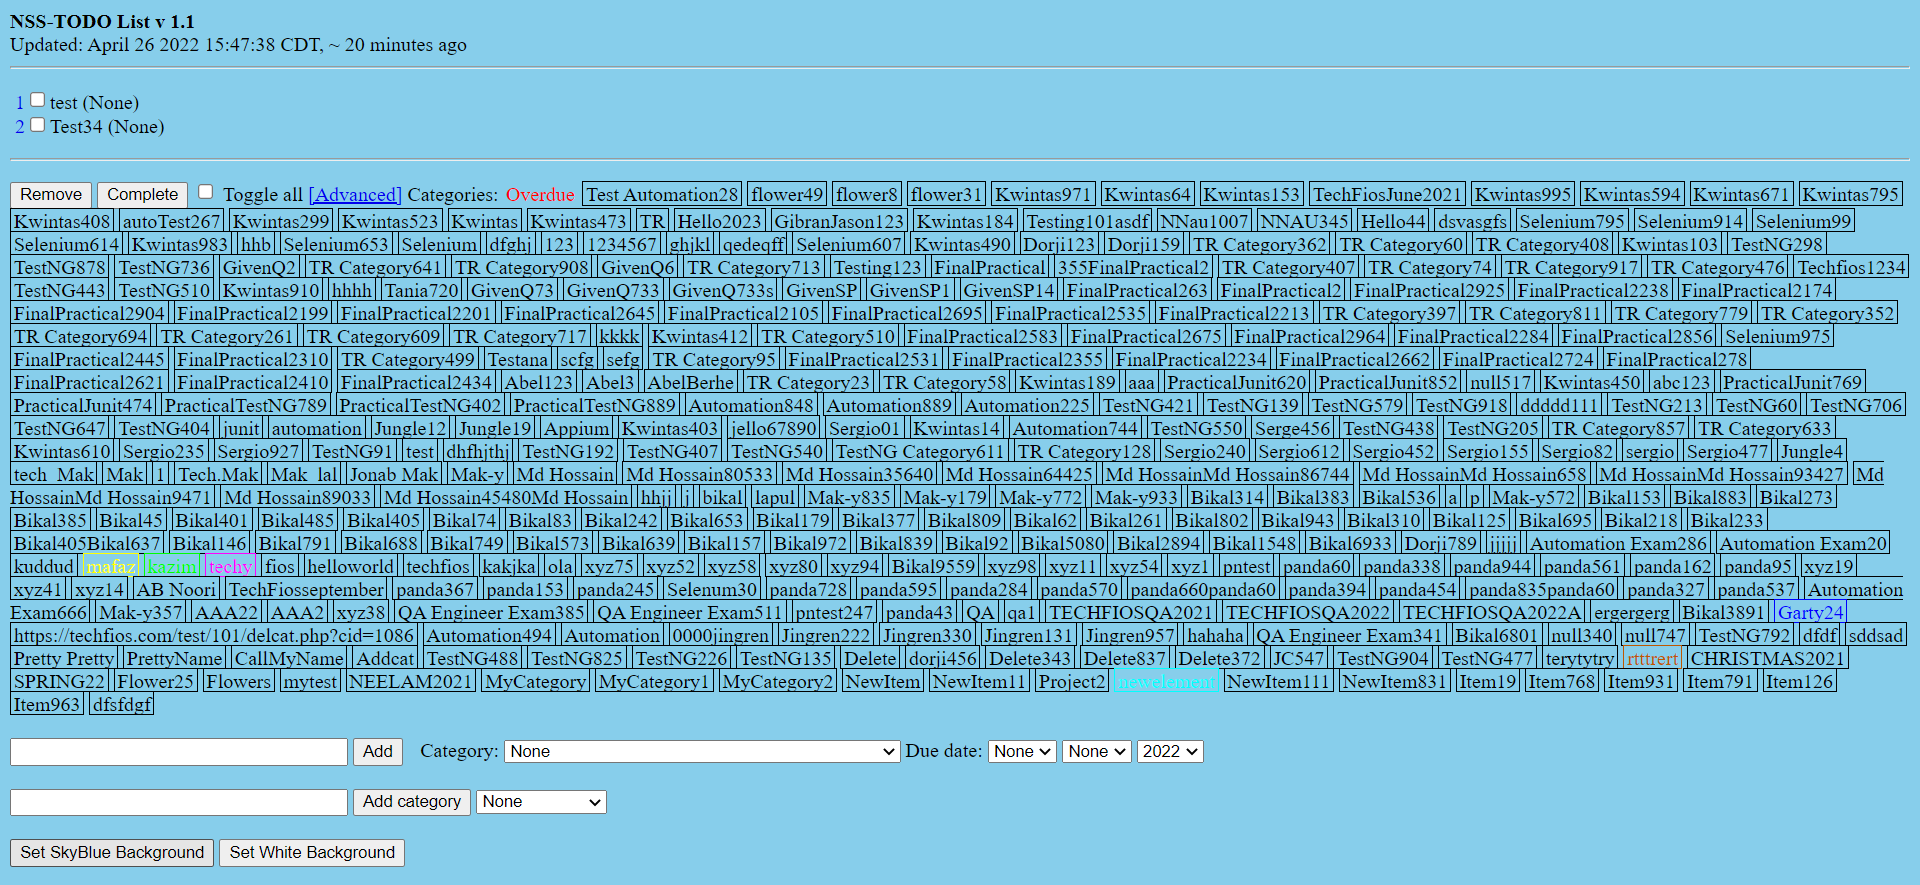 NSS-TODO List v 1.1
Updated: April 26 2022 15:47:38 CDT, ~ 20 minutes ago
1 test (None)
2 Test34 (None)
Remove Complete Toggle all [Advanced] Categories: Overdue Test Automation28 flower49 flower8 flower31 Kwintas971 Kwintas64 Kwintas153 TechFiosJune2021 Kwintas995 Kwintas594 Kwintas671 Kwintas795
Kwintas408 autoTest267 Kwintas299 Kwintas523 Kwintas Kwintas473 TR Hello2023 GibranJason123 Kwintas184 Testing101asdf NNau1007 NNAU345 Hello44 dsvasgfs Selenium795 Selenium914 Selenium99
Selenium614 Kwintas983 hhb Selenium653 Selenium dfghj 123 1234567 ghjkl qedeqff Selenium607 Kwintas490 Dorji123 Dorji159 TR Category362 TR Category60 TR Category408 Kwintas103 TestNG298
TestNG878 TestNG736 GivenQ2 TR Category641 TR Category908 GivenQ6 TR Category713 Testing123 FinalPractical 355FinalPractical2 TR Category407 TR Category74 TR Category917 TR Category476 Techfios1234
TestNG443 TestNG510 Kwintas910 hhhh Tania720 GivenQ73 GivenQ733 GivenQ733s GivenSP GivenSP1 GivenSP14 FinalPractical263 FinalPractical2 FinalPractical2925 FinalPractical2238 FinalPractical2174
FinalPractical2904 FinalPractical2199 FinalPractical2201 FinalPractical2645 FinalPractical2105 FinalPractical2695 FinalPractical2535 FinalPractical2213 TR Category397 TR Category811 TR Category779 TR Category352
TR Category694 TR Category261 TR Category609 TR Category717 kkkk Kwintas412 TR Category510 FinalPractical2583 FinalPractical2675 FinalPractical2964 FinalPractical2284 FinalPractical2856 Selenium975
FinalPractical2445 FinalPractical2310 TR Category499 Testana scfg sefg TR Category95 FinalPractical2531 FinalPractical2355 FinalPractical2234 FinalPractical2662 FinalPractical2724 FinalPractical278
FinalPractical2621 FinalPractical2410 FinalPractical2434 Abel123 Abel3 AbelBerhe TR Category23 TR Category58 Kwintas189 aaa PracticalJunit620 PracticalJunit852 null517 Kwintas450 abc123 PracticalJunit769
PracticalJunit474 PracticalTestNG789 PracticalTestNG402 PracticalTestNG889 Automation848 Automation889 Automation225 TestNG421 TestNG139 TestNG579 TestNG918 ddddd111 TestNG213 TestNG60 TestNG706
TestNG647 TestNG404 junit automation Jungle12 Jungle19 Appium Kwintas403 jello67890 Sergio01 Kwintas14 Automation744 TestNG550 Serge456 TestNG438 TestNG205 TR Category857 TR Category633
Kwintas610 Sergio235 Sergio927 TestNG91 test dhfhjthj TestNG192 TestNG407 TestNG540 TestNG Category611 TR Category128 Sergio240 Sergio612 Sergio452 Sergio155 Sergio82 sergio Sergio477 Jungle4
tech_Mak Mak 1 Tech.Mak Mak_lal Jonab Mak Mak-y Md Hossain Md Hossain80533 Md Hossain35640 Md Hossain64425 Md HossainMd Hossain86744 Md HossainMd Hossain658 Md HossainMd Hossain93427 Md
HossainMd Hossain9471 Md Hossain89033 Md Hossain45480Md Hossain hhjj j bikal lapul Mak-y835 Mak-y179 Mak-y772 Mak-y933 Bikal314 Bikal383 Bikal536 a p Mak-y572 Bikal153 Bikal883 Bikal273
Bikal385 Bikal45 Bikal401 Bikal485 Bikal405 Bikal74 Bikal83 Bikal242 Bikal653 Bikal179 Bikal377 Bikal809 Bikal62 Bikal261 Bikal802 Bikal943 Bikal310 Bikal125 Bikal695 Bikal218 Bikal233
Bikal405Bikal637 Bikal146 Bikal791 Bikal688 Bikal749 Bikal573 Bikal639 Bikal157 Bikal972 Bikal839 Bikal92 Bikal5080 Bikal2894 Bikal1548 Bikal6933 Dorji789 jjjjjj Automation Exam286 Automation Exam20
kuddud mafaz kazim techy fios helloworld techfios kakjka ola xyz75 xyz52 xyz58 xyz80 xyz94 Bikal9559 xyz98 xyz11 xyz54 xyz1 pntest panda60 panda338 panda944 panda561 panda162 panda95 xyz19
xyz41 xyz14 AB Noori TechFiosseptember panda367 panda153 panda245 Selenum30 panda728 panda595 panda284 panda570 panda660panda60 panda394 panda454 panda835panda60 panda327 panda537 Automation
Exam666 Mak-y357 AAA22 AAA2 xyz38 QA Engineer Exam385 QA Engineer Exam511 pntest247 panda43 QA qa1 TECHFIOSQA2021 TECHFIOSQA2022 TECHFIOSQA2022A ergergerg Bikal3891 Garty24
https://techfios.com/test/101/delcat.php?cid=1086 Automation494 Automation 0000jingren Jingren222 Jingren330 Jingren131 Jingren957 hahaha QA Engineer Exam341 Bikal6801 null340 null747 TestNG792 dfdf sddsad
Pretty Pretty PrettyName CallMyName Addcat TestNG488 TestNG825 TestNG226 TestNG135 Delete dorji456 Delete343 Delete837 Delete372 JC547 TestNG904 TestNG477 terytytry rtttrert CHRISTMAS2021
SPRING22 Flower25 Flowers mytest NEELAM2021 MyCategory MyCategory1 MyCategory2 NewItem NewItem11 Project2 newelement NewItem111 NewItem831 Item19 Item768 Item931 Item791 Item126
Item963 dfsfdgf
Add Category: None Due date: None None 2022
Add category None
Set SkyBlue Background Set White Background